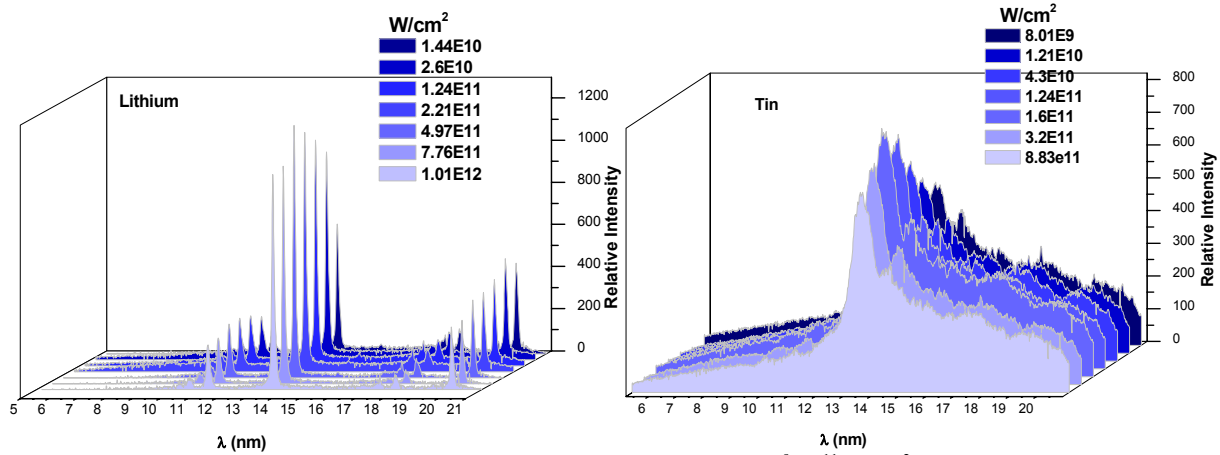 W/cm2
1.44E10
2.6E10
1.24E11
2.21E11
4.97E11
7.76E11
1.01E12
Lithium
1200
1000
800
600
400
200
0
Relative Intensity
5 6 7 8 9 10 11 12 13 14 15 16 17 18 19 20 21
λ (nm)
W/cm2
8.01E9
1.21E10
4.3E10
1.24E11
1.6E11
3.2E11
8.83e11
Tin
800
700
600
500
400
300
200
100
0
Relative Intensity
6 7 8 9 10 11 12 13 14 15 16 17 18 19 20
λ (nm)